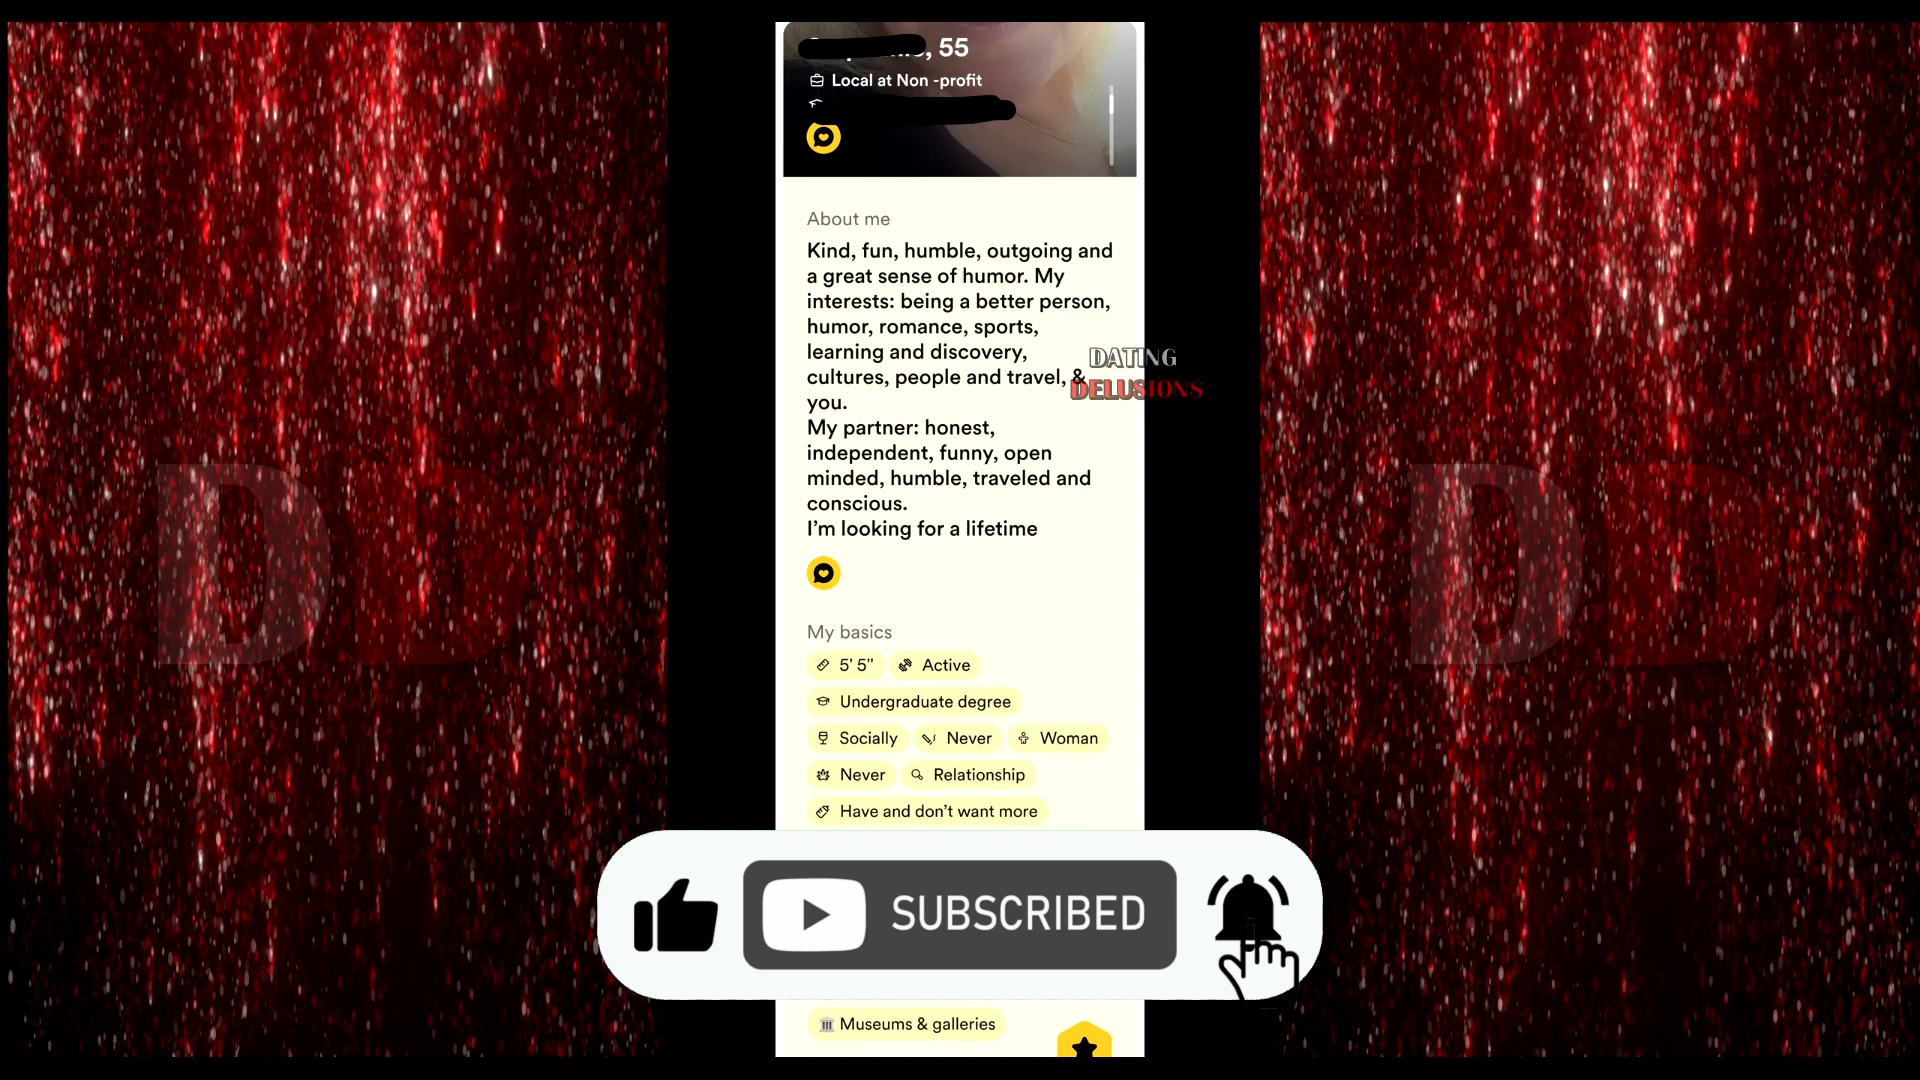 , 55
Local at Non -profit
About me
Kind, fun, humble, outgoing and
a great sense of humor. My
interests: being a better person,
humor, romance, sports,
learning and discovery,
cultures, people and travel, &
you.
My partner: honest,
independent, funny, open
minded, humble, traveled and
conscious.
I'm looking for a lifetime
DATING
DELUSIONS
D D
D D
My basics
5' 5"
Active
Undergraduate degree
Socially
Never
Woman
Never
Relationship
Have and don't want more
SUBSCRIBED
Museums & galleries